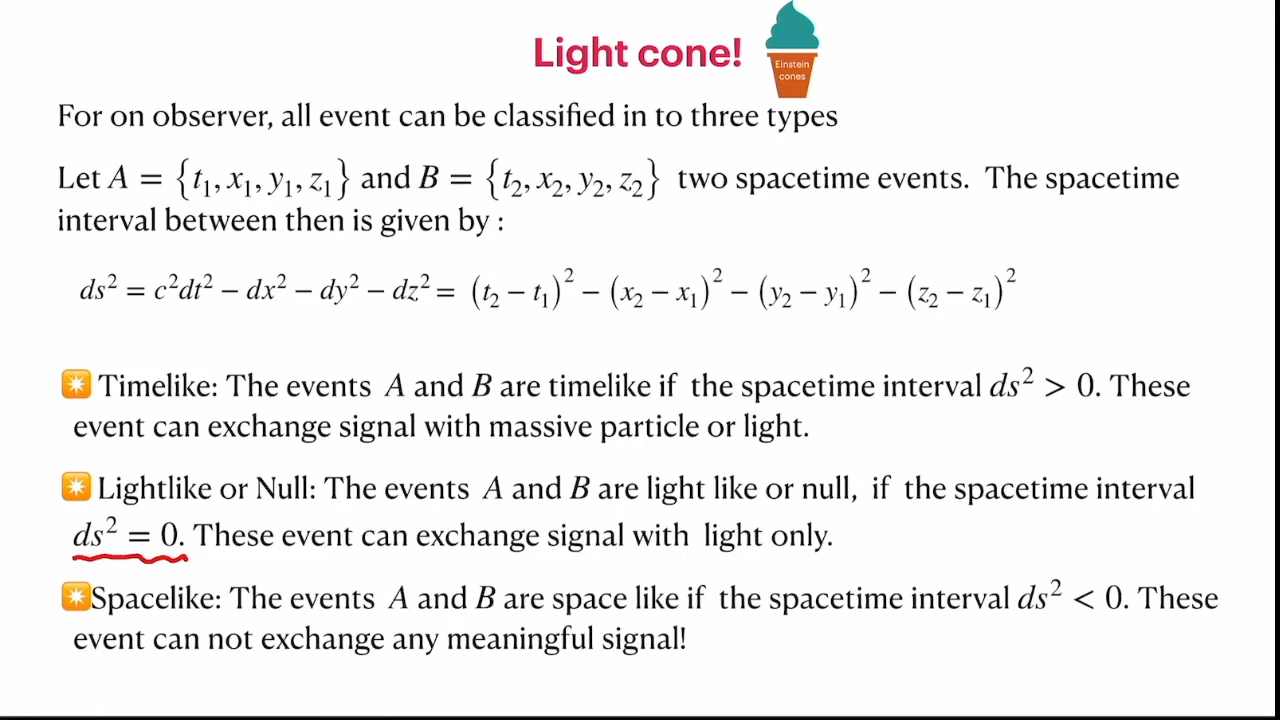 Light cone!
Einstein
cones
For on observer, all event can be classified in to three types
Let A = {t₁, x₁, y₁, z₁} and B = {t₂, x₂, y₂, z₂} two spacetime events. The spacetime
interval between then is given by :
ds² = c²dt² − dx² − dy² − dz² = (t₂ − t₁)² − (x₂ − x₁)² − (y₂ − y₁)² − (z₂ − z₁)²
Timelike: The events A and B are timelike if the spacetime interval ds² > 0. These
event can exchange signal with massive particle or light.
Lightlike or Null: The events A and B are light like or null, if the spacetime interval
ds² = 0. These event can exchange signal with light only.
Spacelike: The events A and B are space like if the spacetime interval ds² < 0. These
event can not exchange any meaningful signal!